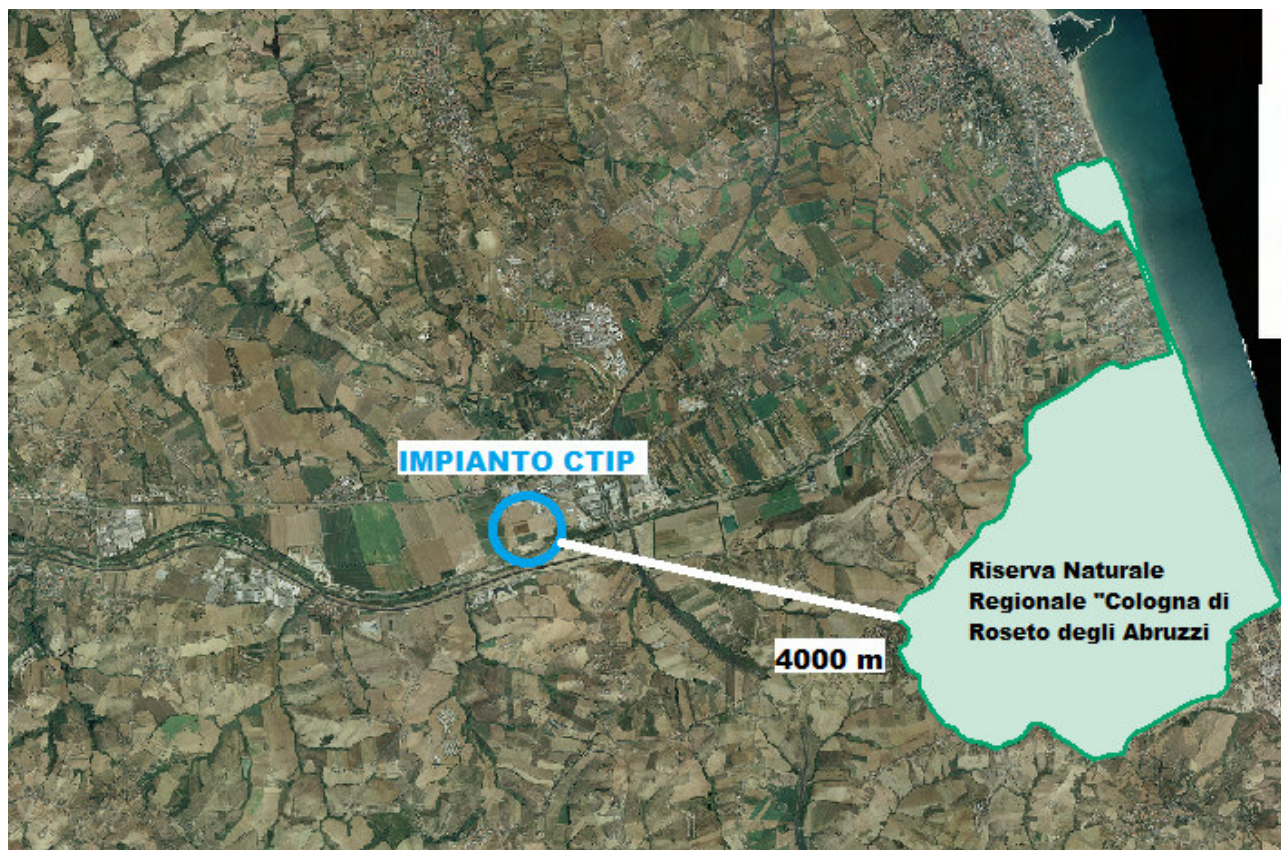 IMPIANTO CTIP
Riserva Naturale
Regionale "Cologna di
Roseto degli Abruzzi
4000 m